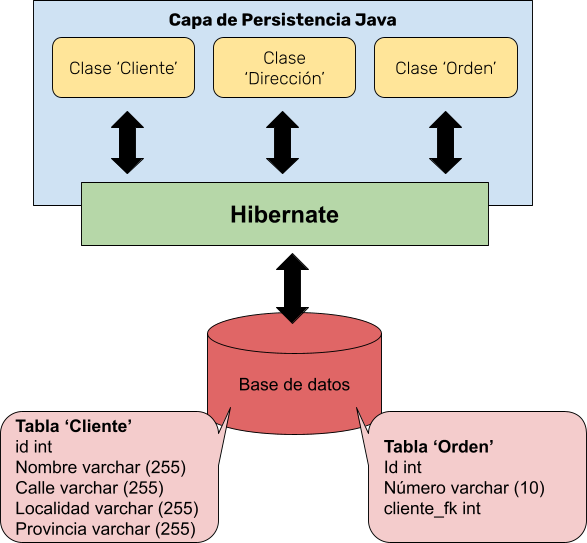 Capa de Persistencia Java
Clase ‘Cliente’
Clase
‘Dirección’
Clase ‘Orden’
Hibernate
Base de datos
Tabla ‘Cliente’
id int
Nombre varchar (255)
Calle varchar (255)
Localidad varchar (255)
Provincia varchar (255)
Tabla ‘Orden’
Id int
Número varchar (10)
cliente_fk int